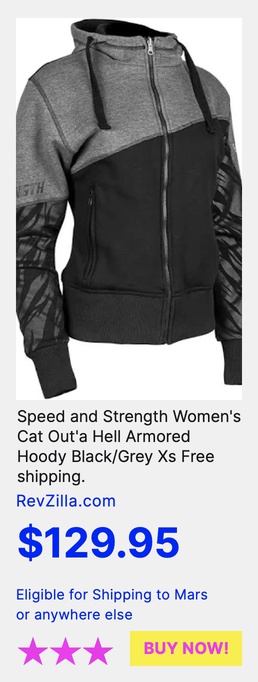 Speed and Strength Women's
Cat Out'a Hell Armored
Hoody Black/Grey Xs Free
shipping.
RevZilla.com
$129.95
Eligible for Shipping to Mars
or anywhere else
BUY NOW!